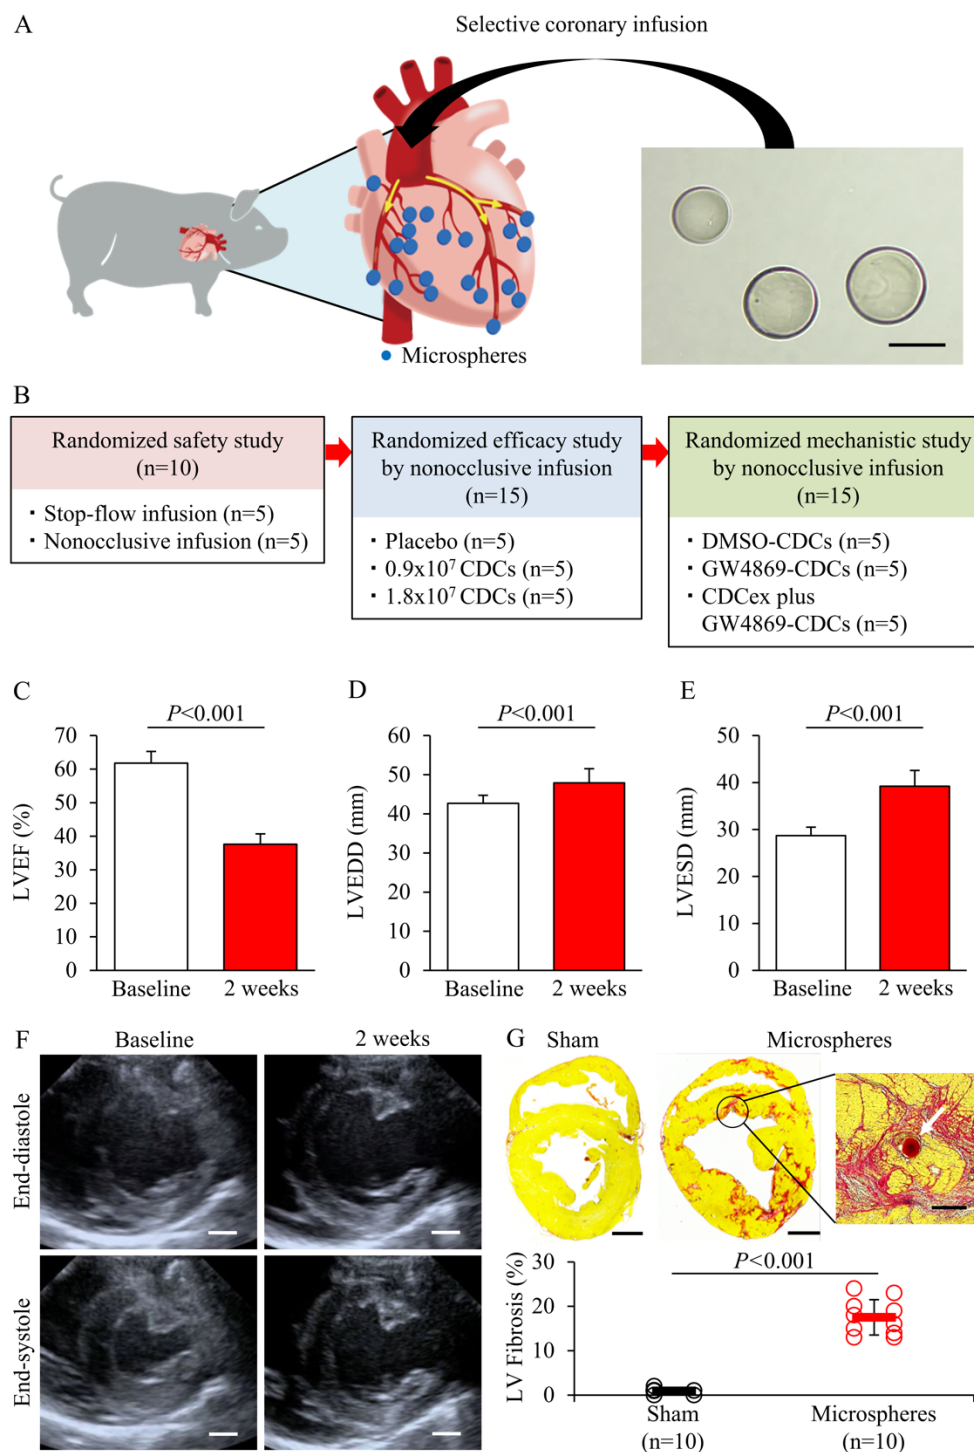 A
Selective coronary infusion
Microspheres
B
Randomized safety study
(n=10)
・Stop-flow infusion (n=5)
・Nonocclusive infusion (n=5)
Randomized efficacy study
by nonocclusive infusion
(n=15)
・Placebo (n=5)
・0.9x10⁷ CDCs (n=5)
・1.8x10⁷ CDCs (n=5)
Randomized mechanistic study
by nonocclusive infusion
(n=15)
・DMSO-CDCs (n=5)
・GW4869-CDCs (n=5)
・CDCex plus
GW4869-CDCs (n=5)
C
P<0.001
LVEF (%)
70
60
50
40
30
20
10
0
Baseline
2 weeks
D
P<0.001
LVEDD (mm)
60
50
40
30
20
10
0
Baseline
2 weeks
E
P<0.001
LVESD (mm)
50
40
30
20
10
0
Baseline
2 weeks
F
Baseline
2 weeks
End-diastole
End-systole
G
Sham
Microspheres
P<0.001
LV Fibrosis (%)
30
20
10
0
Sham
(n=10)
Microspheres
(n=10)